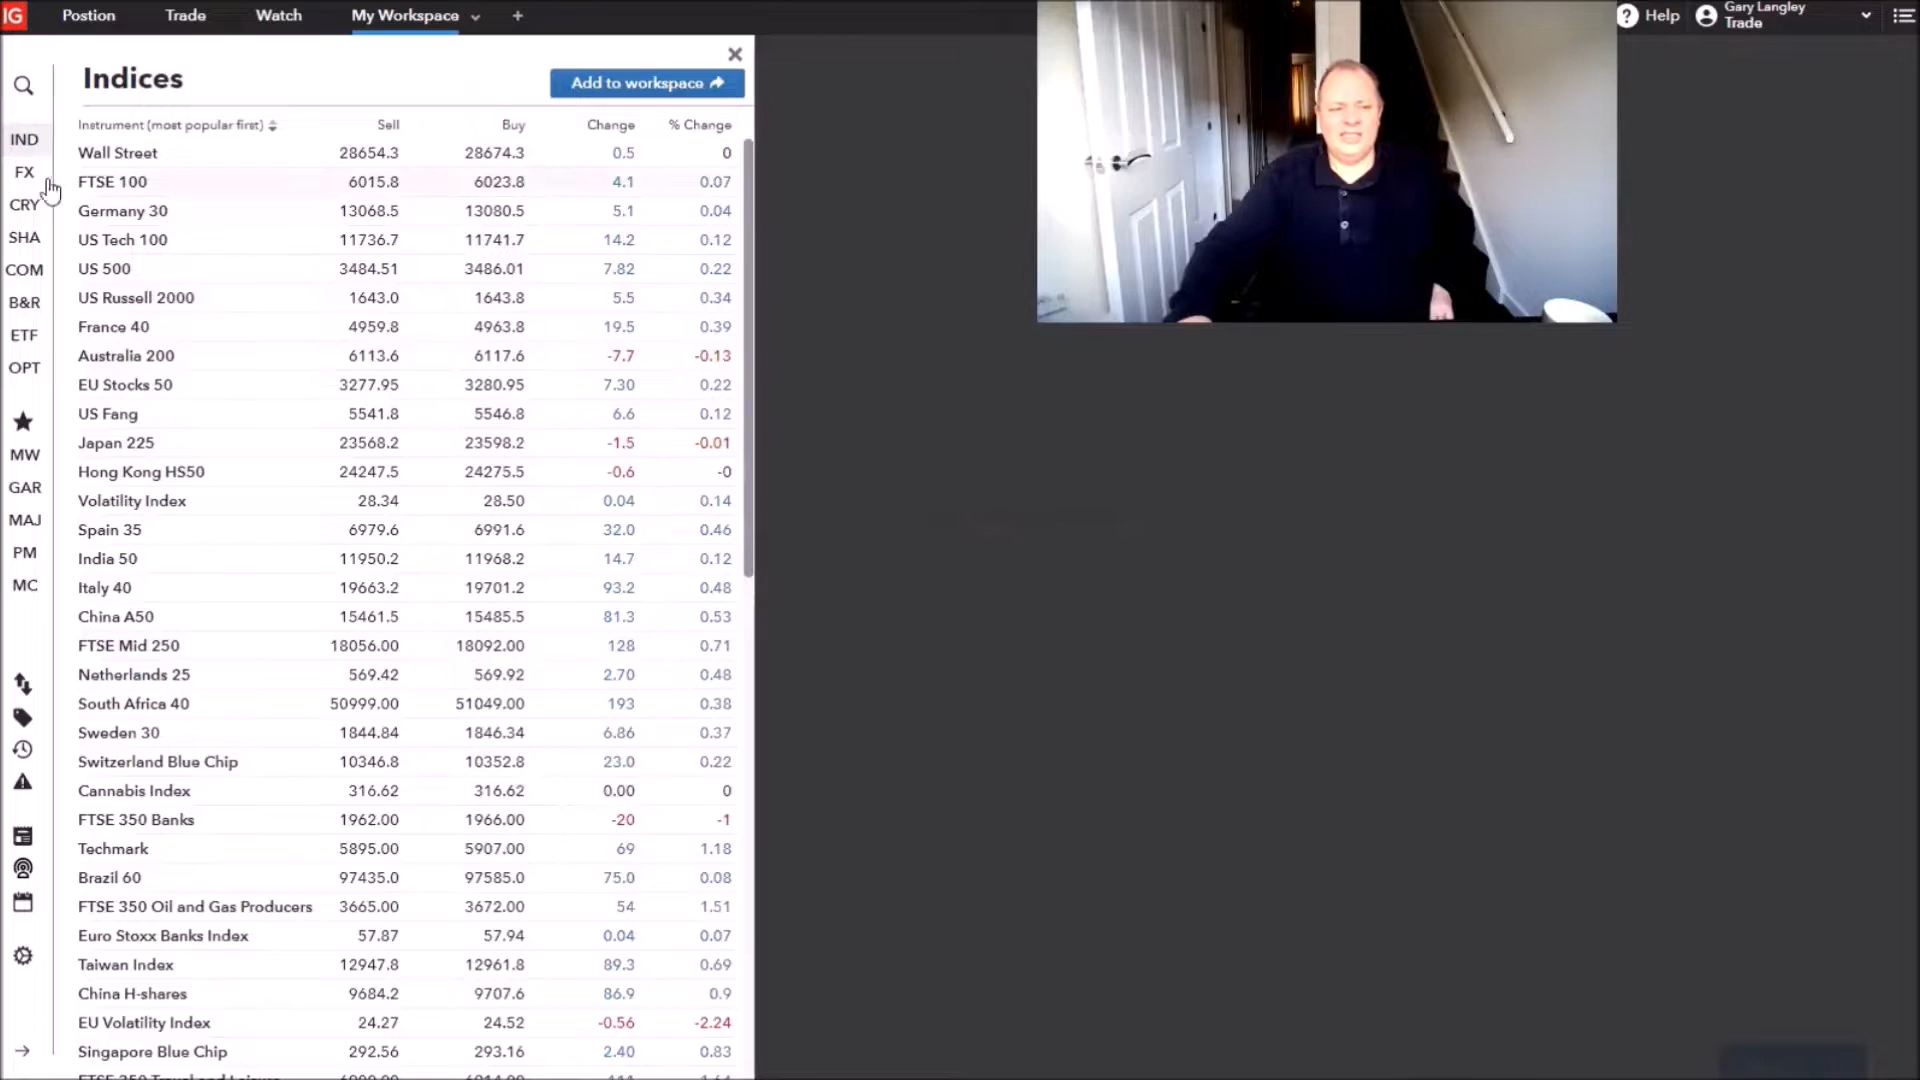 IG Postion Trade Watch My Workspace + Help Gary Langley
Trade
Indices
Add to workspace
Instrument (most popular first) Sell Buy Change % Change
IND
FX
CRY
SHA
COM
B&R
ETF
OPT
MW
GAR
MAJ
PM
MC
Wall Street 28654.3 28674.3 0.5 0
FTSE 100 6015.8 6023.8 4.1 0.07
Germany 30 13068.5 13080.5 5.1 0.04
US Tech 100 11736.7 11741.7 14.2 0.12
US 500 3484.51 3486.01 7.82 0.22
US Russell 2000 1643.0 1643.8 5.5 0.34
France 40 4959.8 4963.8 19.5 0.39
Australia 200 6113.6 6117.6 -7.7 -0.13
EU Stocks 50 3277.95 3280.95 7.30 0.22
US Fang 5541.8 5546.8 6.6 0.12
Japan 225 23568.2 23598.2 -1.5 -0.01
Hong Kong HS50 24247.5 24275.5 -0.6 -0
Volatility Index 28.34 28.50 0.04 0.14
Spain 35 6979.6 6991.6 32.0 0.46
India 50 11950.2 11968.2 14.7 0.12
Italy 40 19663.2 19701.2 93.2 0.48
China A50 15461.5 15485.5 81.3 0.53
FTSE Mid 250 18056.00 18092.00 128 0.71
Netherlands 25 569.42 569.92 2.70 0.48
South Africa 40 50999.00 51049.00 193 0.38
Sweden 30 1844.84 1846.34 6.86 0.37
Switzerland Blue Chip 10346.8 10352.8 23.0 0.22
Cannabis Index 316.62 316.62 0.00 0
FTSE 350 Banks 1962.00 1966.00 -20 -1
Techmark 5895.00 5907.00 69 1.18
Brazil 60 97435.0 97585.0 75.0 0.08
FTSE 350 Oil and Gas Producers 3665.00 3672.00 54 1.51
Euro Stoxx Banks Index 57.87 57.94 0.04 0.07
Taiwan Index 12947.8 12961.8 89.3 0.69
China H-shares 9684.2 9707.6 86.9 0.9
EU Volatility Index 24.27 24.52 -0.56 -2.24
Singapore Blue Chip 292.56 293.16 2.40 0.83
FTSE 350